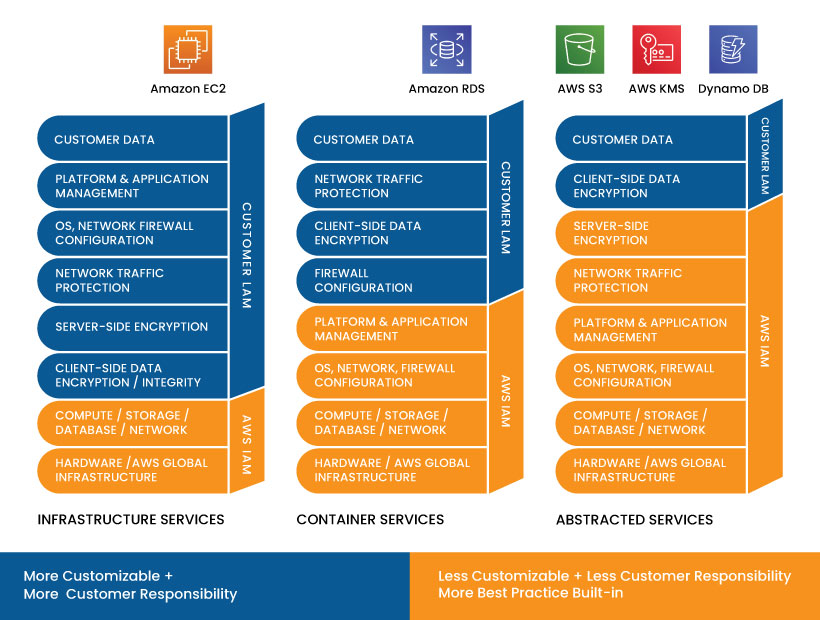 Amazon EC2
Amazon RDS
AWS S3
AWS KMS
Dynamo DB
CUSTOMER DATA
PLATFORM & APPLICATION
MANAGEMENT
OS, NETWORK FIREWALL
CONFIGURATION
NETWORK TRAFFIC
PROTECTION
SERVER-SIDE ENCRYPTION
CLIENT-SIDE DATA
ENCRYPTION / INTEGRITY
COMPUTE / STORAGE /
DATABASE / NETWORK
HARDWARE /AWS GLOBAL
INFRASTRUCTURE
CUSTOMER LAM
AWS IAM
INFRASTRUCTURE SERVICES
CUSTOMER DATA
NETWORK TRAFFIC
PROTECTION
CLIENT-SIDE DATA
ENCRYPTION
FIREWALL
CONFIGURATION
PLATFORM & APPLICATION
MANAGEMENT
OS, NETWORK, FIREWALL
CONFIGURATION
COMPUTE / STORAGE /
DATABASE / NETWORK
HARDWARE / AWS GLOBAL
INFRASTRUCTURE
CUSTOMER LAM
AWS IAM
CONTAINER SERVICES
CUSTOMER DATA
CLIENT-SIDE DATA
ENCRYPTION
SERVER-SIDE
ENCRYPTION
NETWORK TRAFFIC
PROTECTION
PLATFORM & APPLICATION
MANAGEMENT
OS, NETWORK, FIREWALL
CONFIGURATION
COMPUTE / STORAGE /
DATABASE / NETWORK
HARDWARE /AWS GLOBAL
INFRASTRUCTURE
CUSTOMER LAM
AWS IAM
ABSTRACTED SERVICES
More Customizable +
More Customer Responsibility
Less Customizable + Less Customer Responsibility
More Best Practice Built-in